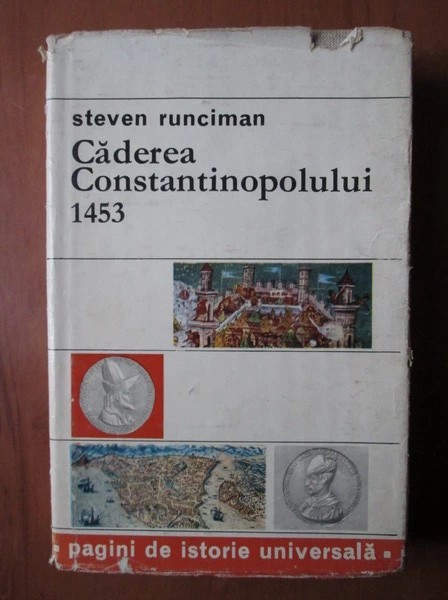 steven runciman
Căderea
Constantinopolului
1453
pagini de istorie universală